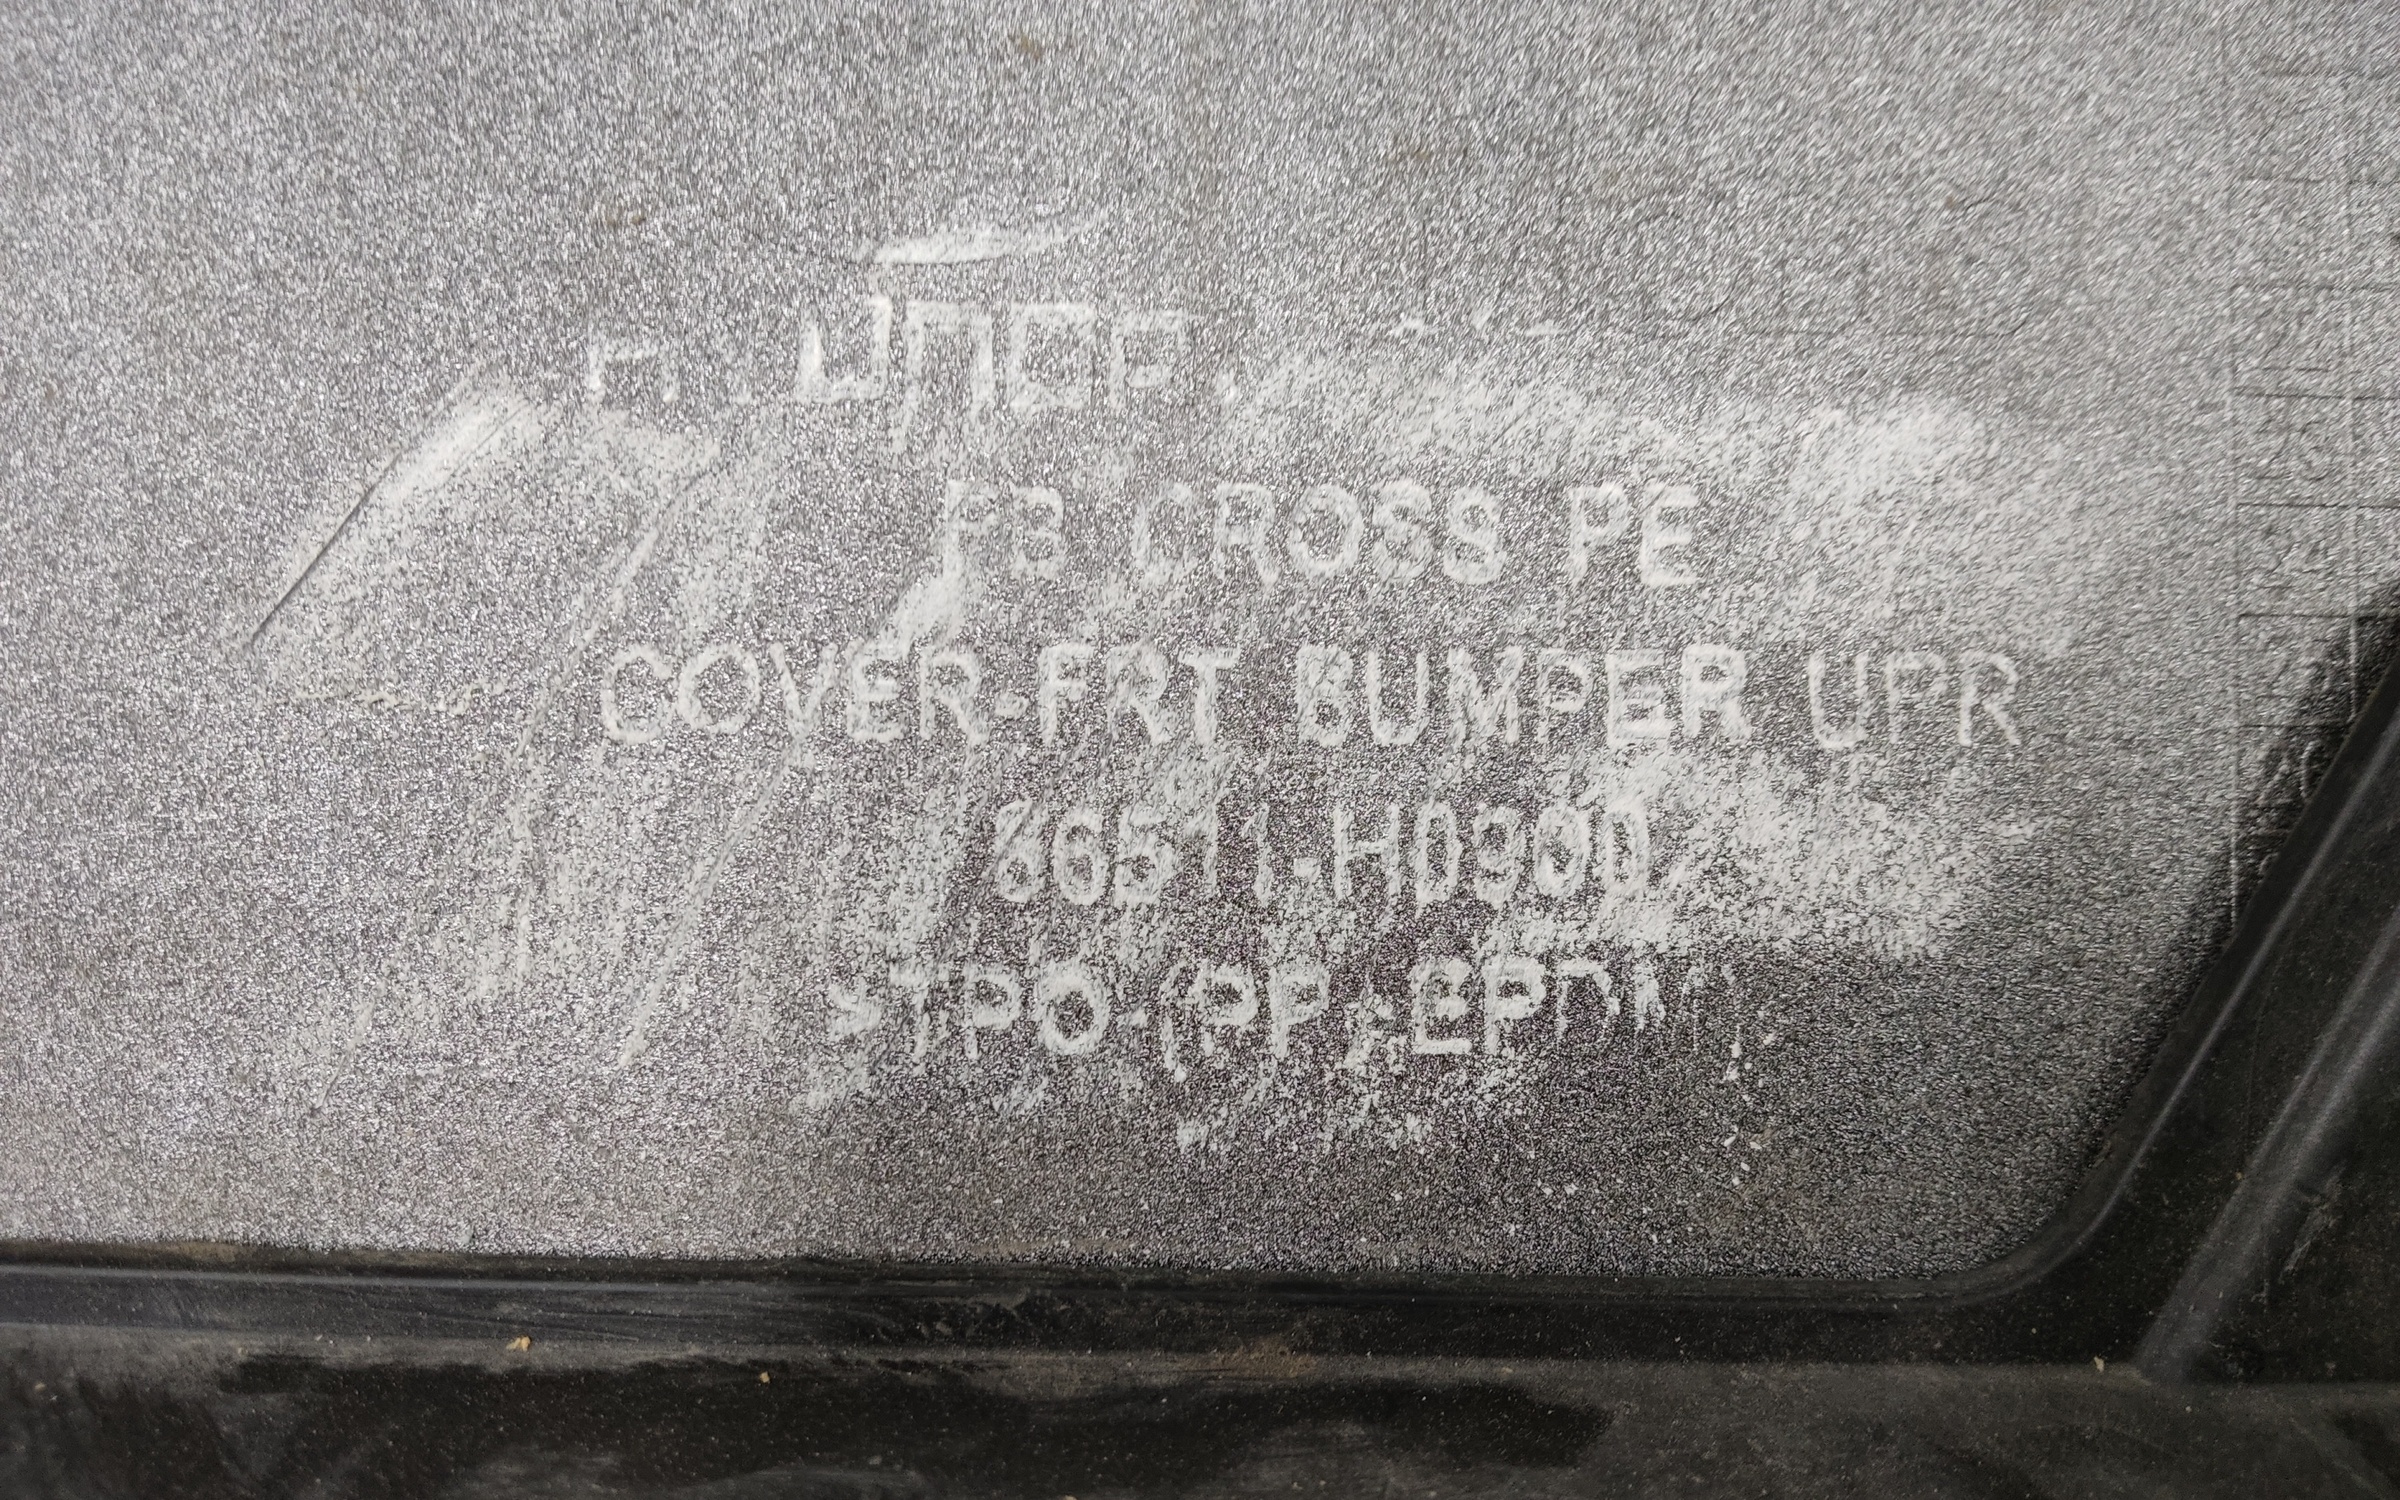 FB CROSS PE
COVER-FRT BUMPER UPR
86511-H0900
>TPO-(PP+EPDM)